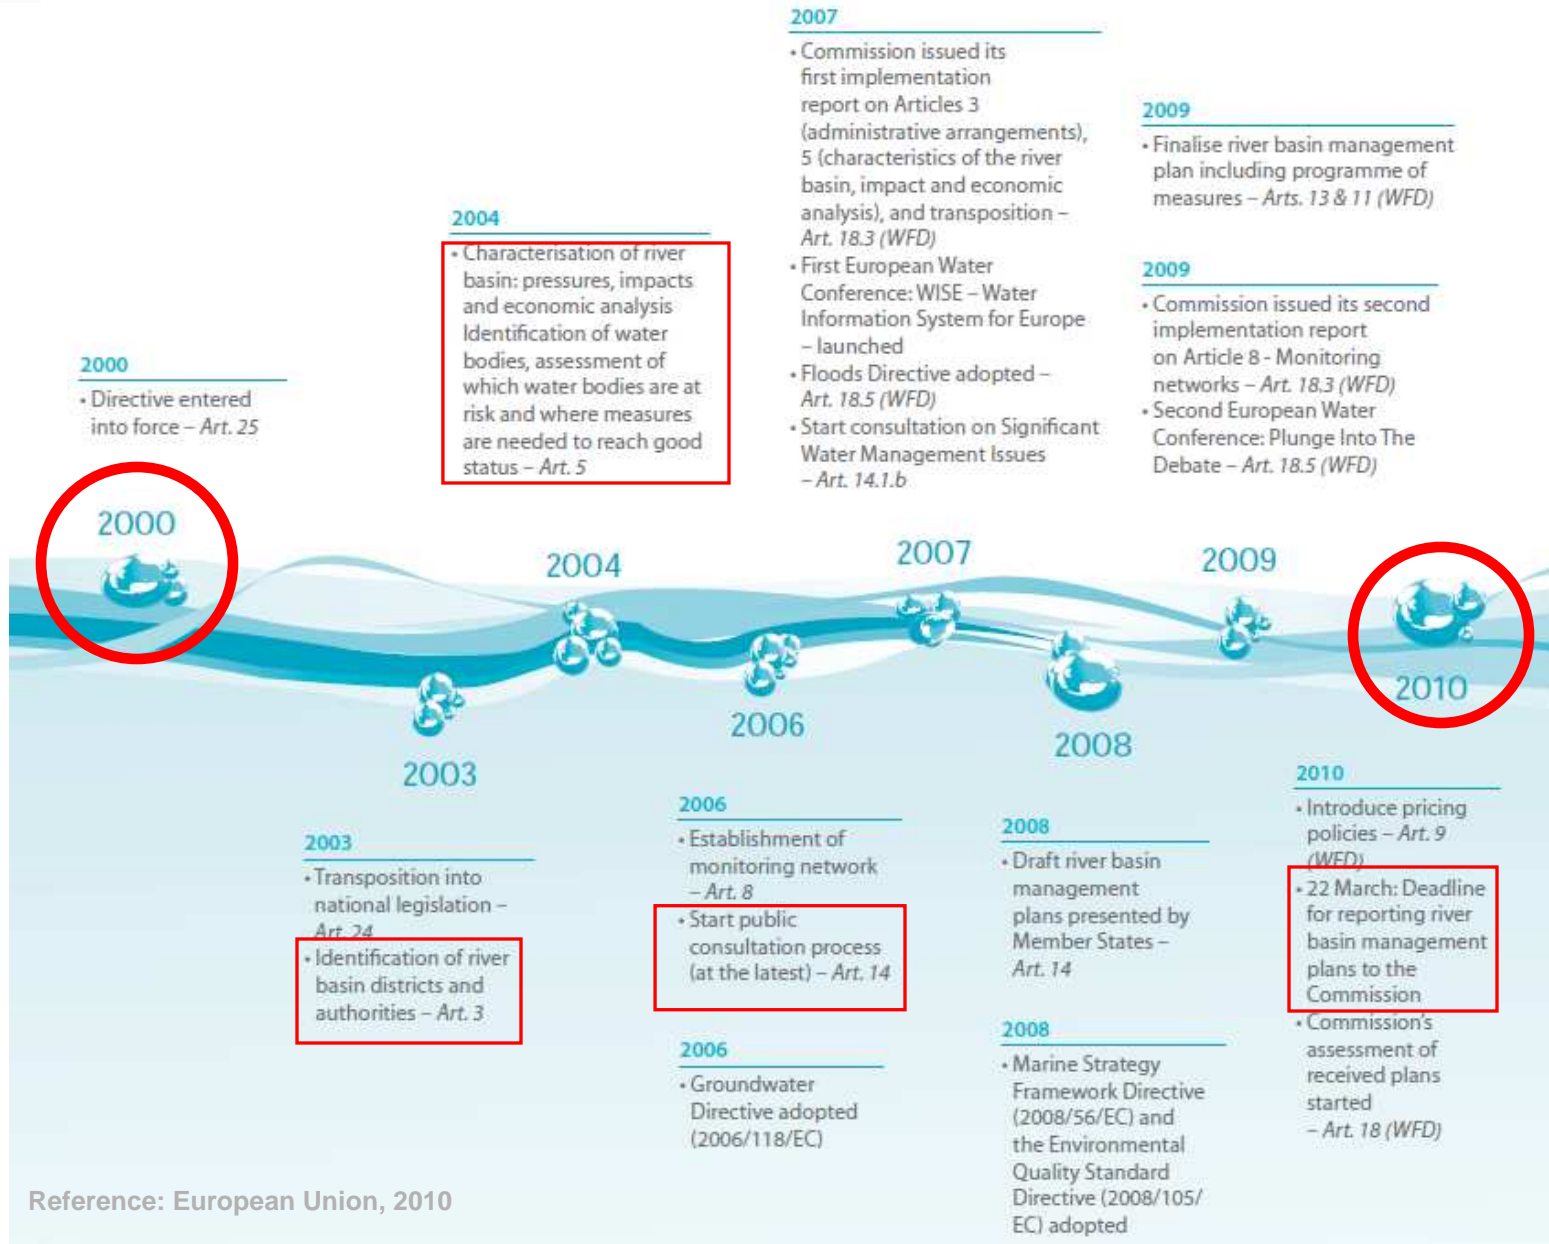 2007
• Commission issued its
first implementation
report on Articles 3
(administrative arrangements),
5 (characteristics of the river
basin, impact and economic
analysis), and transposition –
Art. 18.3 (WFD)
• First European Water
Conference: WISE – Water
Information System for Europe
– launched
• Floods Directive adopted –
Art. 18.5 (WFD)
• Start consultation on Significant
Water Management Issues
– Art. 14.1.b
2009
• Finalise river basin management
plan including programme of
measures – Arts. 13 & 11 (WFD)
2009
• Commission issued its second
implementation report
on Article 8 - Monitoring
networks – Art. 18.3 (WFD)
• Second European Water
Conference: Plunge Into The
Debate – Art. 18.5 (WFD)
2004
• Characterisation of river
basin: pressures, impacts
and economic analysis
Identification of water
bodies, assessment of
which water bodies are at
risk and where measures
are needed to reach good
status – Art. 5
2000
• Directive entered
into force – Art. 25
2000
2004
2007
2009
2003
2006
2008
2010
2003
• Transposition into
national legislation –
Art. 24
• Identification of river
basin districts and
authorities – Art. 3
2006
• Establishment of
monitoring network
– Art. 8
• Start public
consultation process
(at the latest) – Art. 14
2006
• Groundwater
Directive adopted
(2006/118/EC)
2008
• Draft river basin
management
plans presented by
Member States –
Art. 14
2008
• Marine Strategy
Framework Directive
(2008/56/EC) and
the Environmental
Quality Standard
Directive (2008/105/
EC) adopted
2010
• Introduce pricing
policies – Art. 9
(WFD)
• 22 March: Deadline
for reporting river
basin management
plans to the
Commission
• Commission's
assessment of
received plans
started
– Art. 18 (WFD)
Reference: European Union, 2010